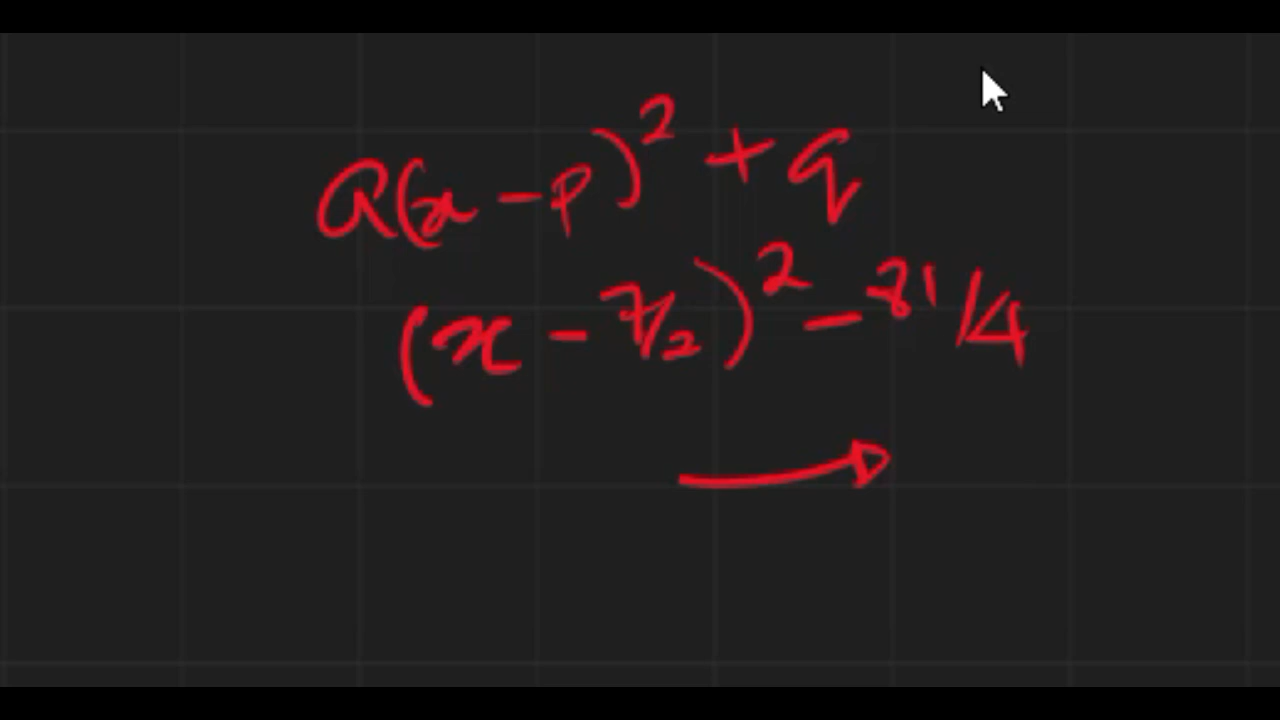 a(x - p)² + q
(x - 7/2)² - 81/4